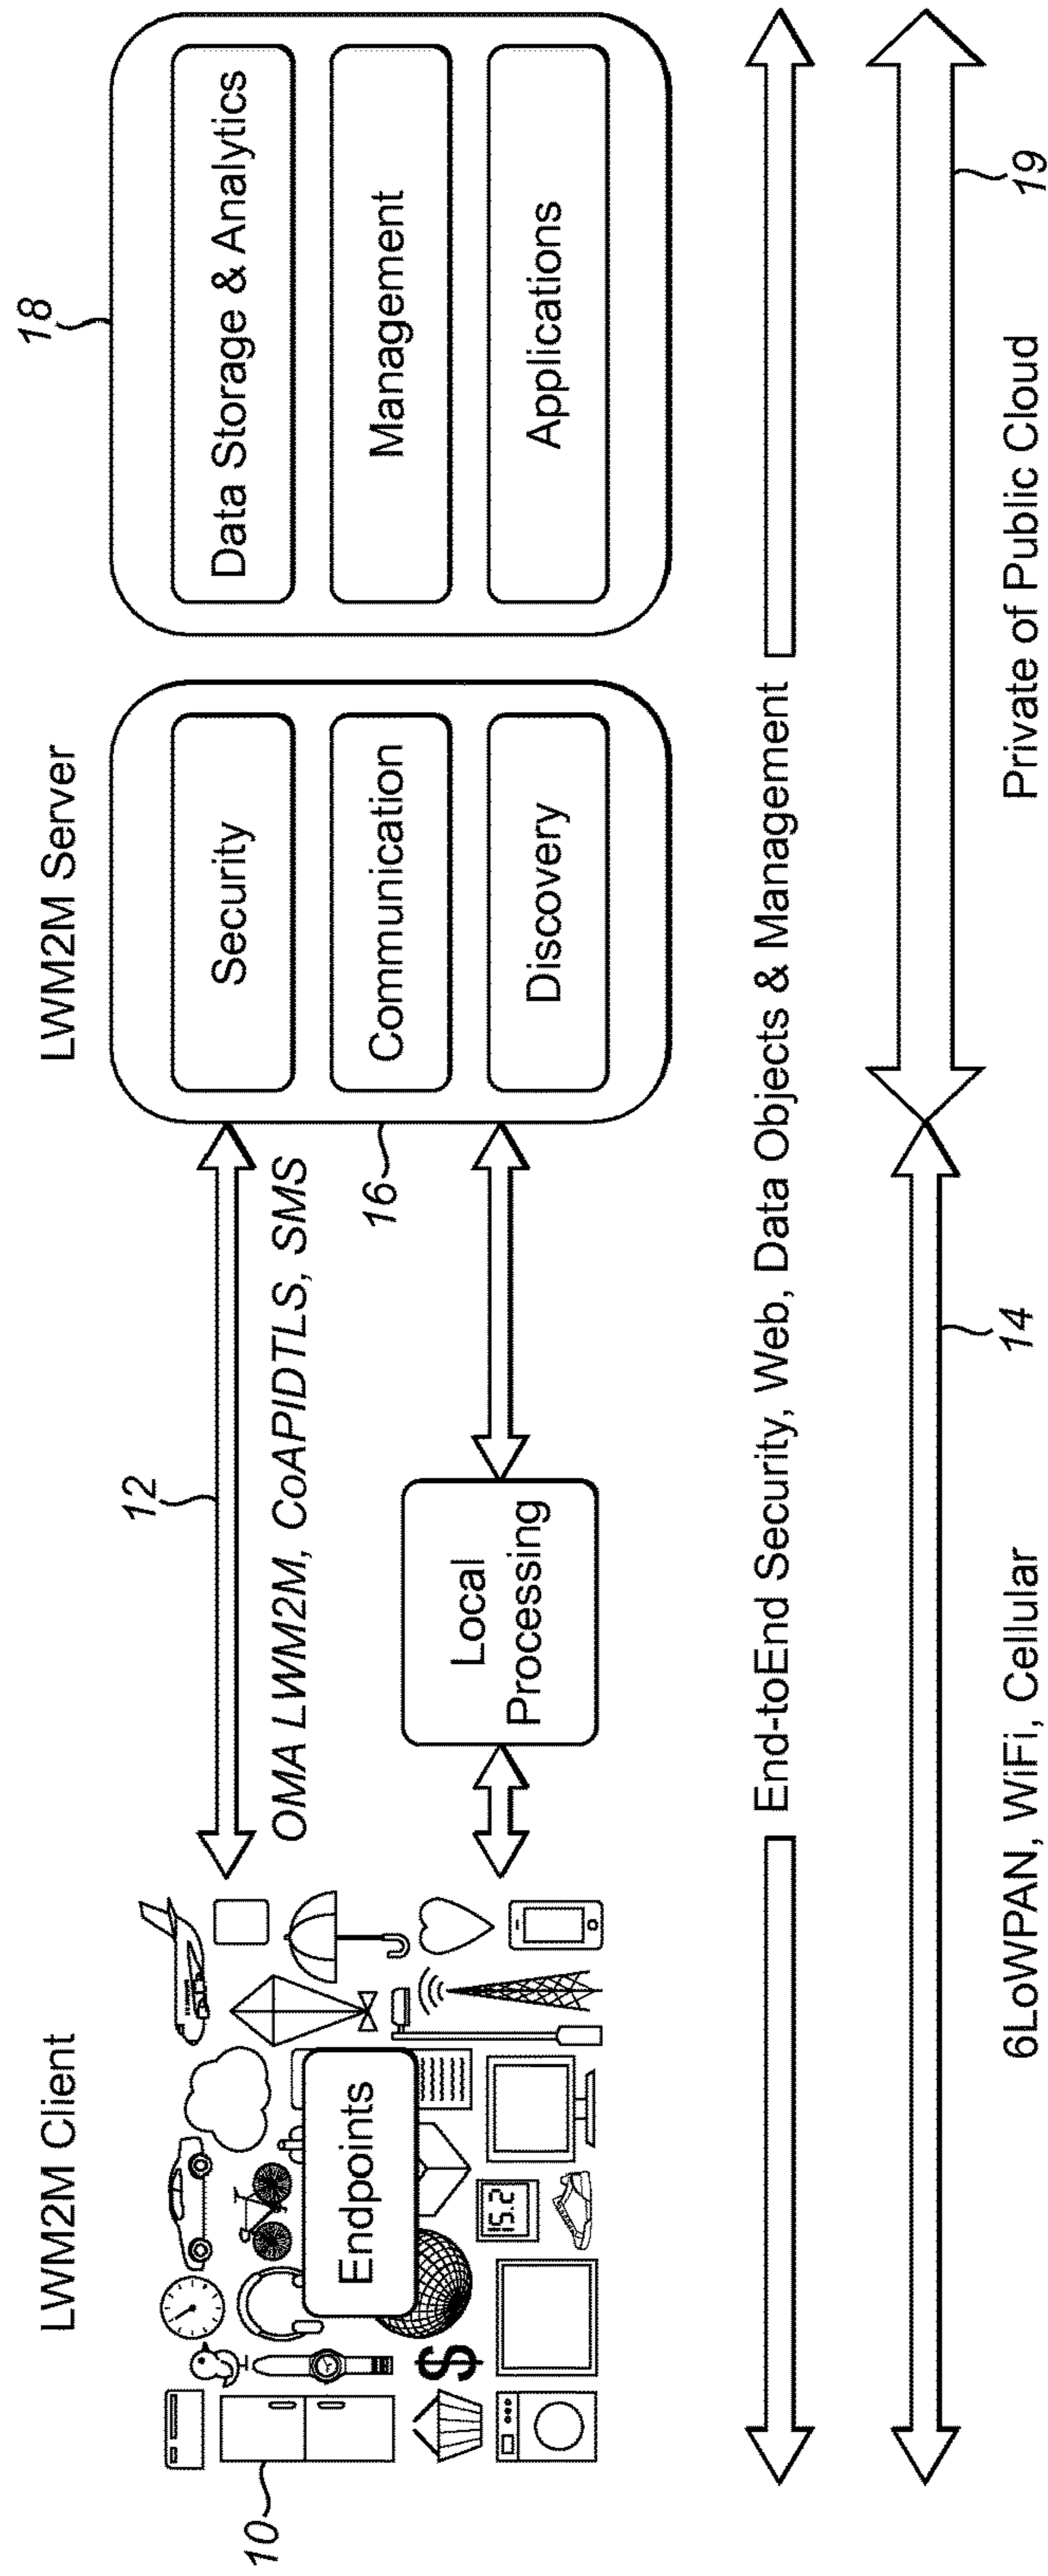 LWM2M Client
LWM2M Server
18
12
OMA LWM2M, CoAPIDTLS, SMS
16
10
Endpoints
15.2
$
Local
Processing
Security
Communication
Discovery
Data Storage & Analytics
Management
Applications
End-toEnd Security, Web, Data Objects & Management
14
19
6LoWPAN, WiFi, Cellular
Private of Public Cloud